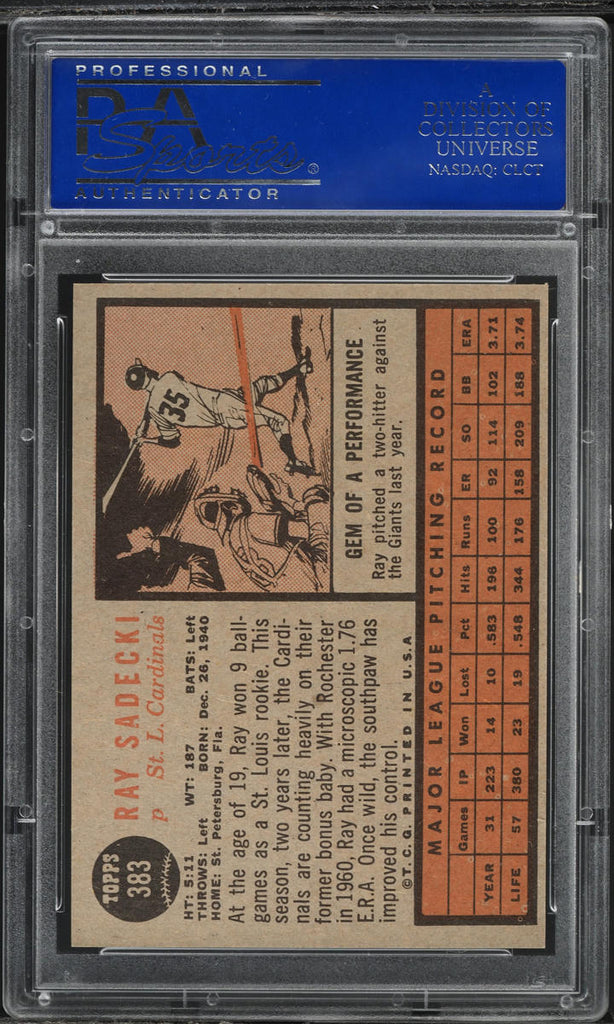 PROFESSIONAL
PSA
Sports®
AUTHENTICATOR
A
DIVISION OF
COLLECTORS
UNIVERSE
NASDAQ: CLCT
TOPPS
383
RAY SADECKI
p St. L. Cardinals
HT: 5:11 WT: 187 BATS: Left
THROWS: Left BORN: Dec. 26, 1940
HOME: St. Petersburg, Fla.
At the age of 19, Ray won 9 ball-
games as a St. Louis rookie. This
season, two years later, the Cardi-
nals are counting heavily on their
former bonus baby. With Rochester
in 1960, Ray had a microscopic 1.76
E.R.A. Once wild, the southpaw has
improved his control.
©T.C.G. PRINTED IN U.S.A
35
GEM OF A PERFORMANCE
Ray pitched a two-hitter against
the Giants last year.
MAJOR LEAGUE PITCHING RECORD
Games IP Won Lost Pct Hits Runs ER SO BB ERA
YEAR 31 223 14 10 .583 196 100 92 114 102 3.71
LIFE 57 380 23 19 .548 344 176 158 209 188 3.74